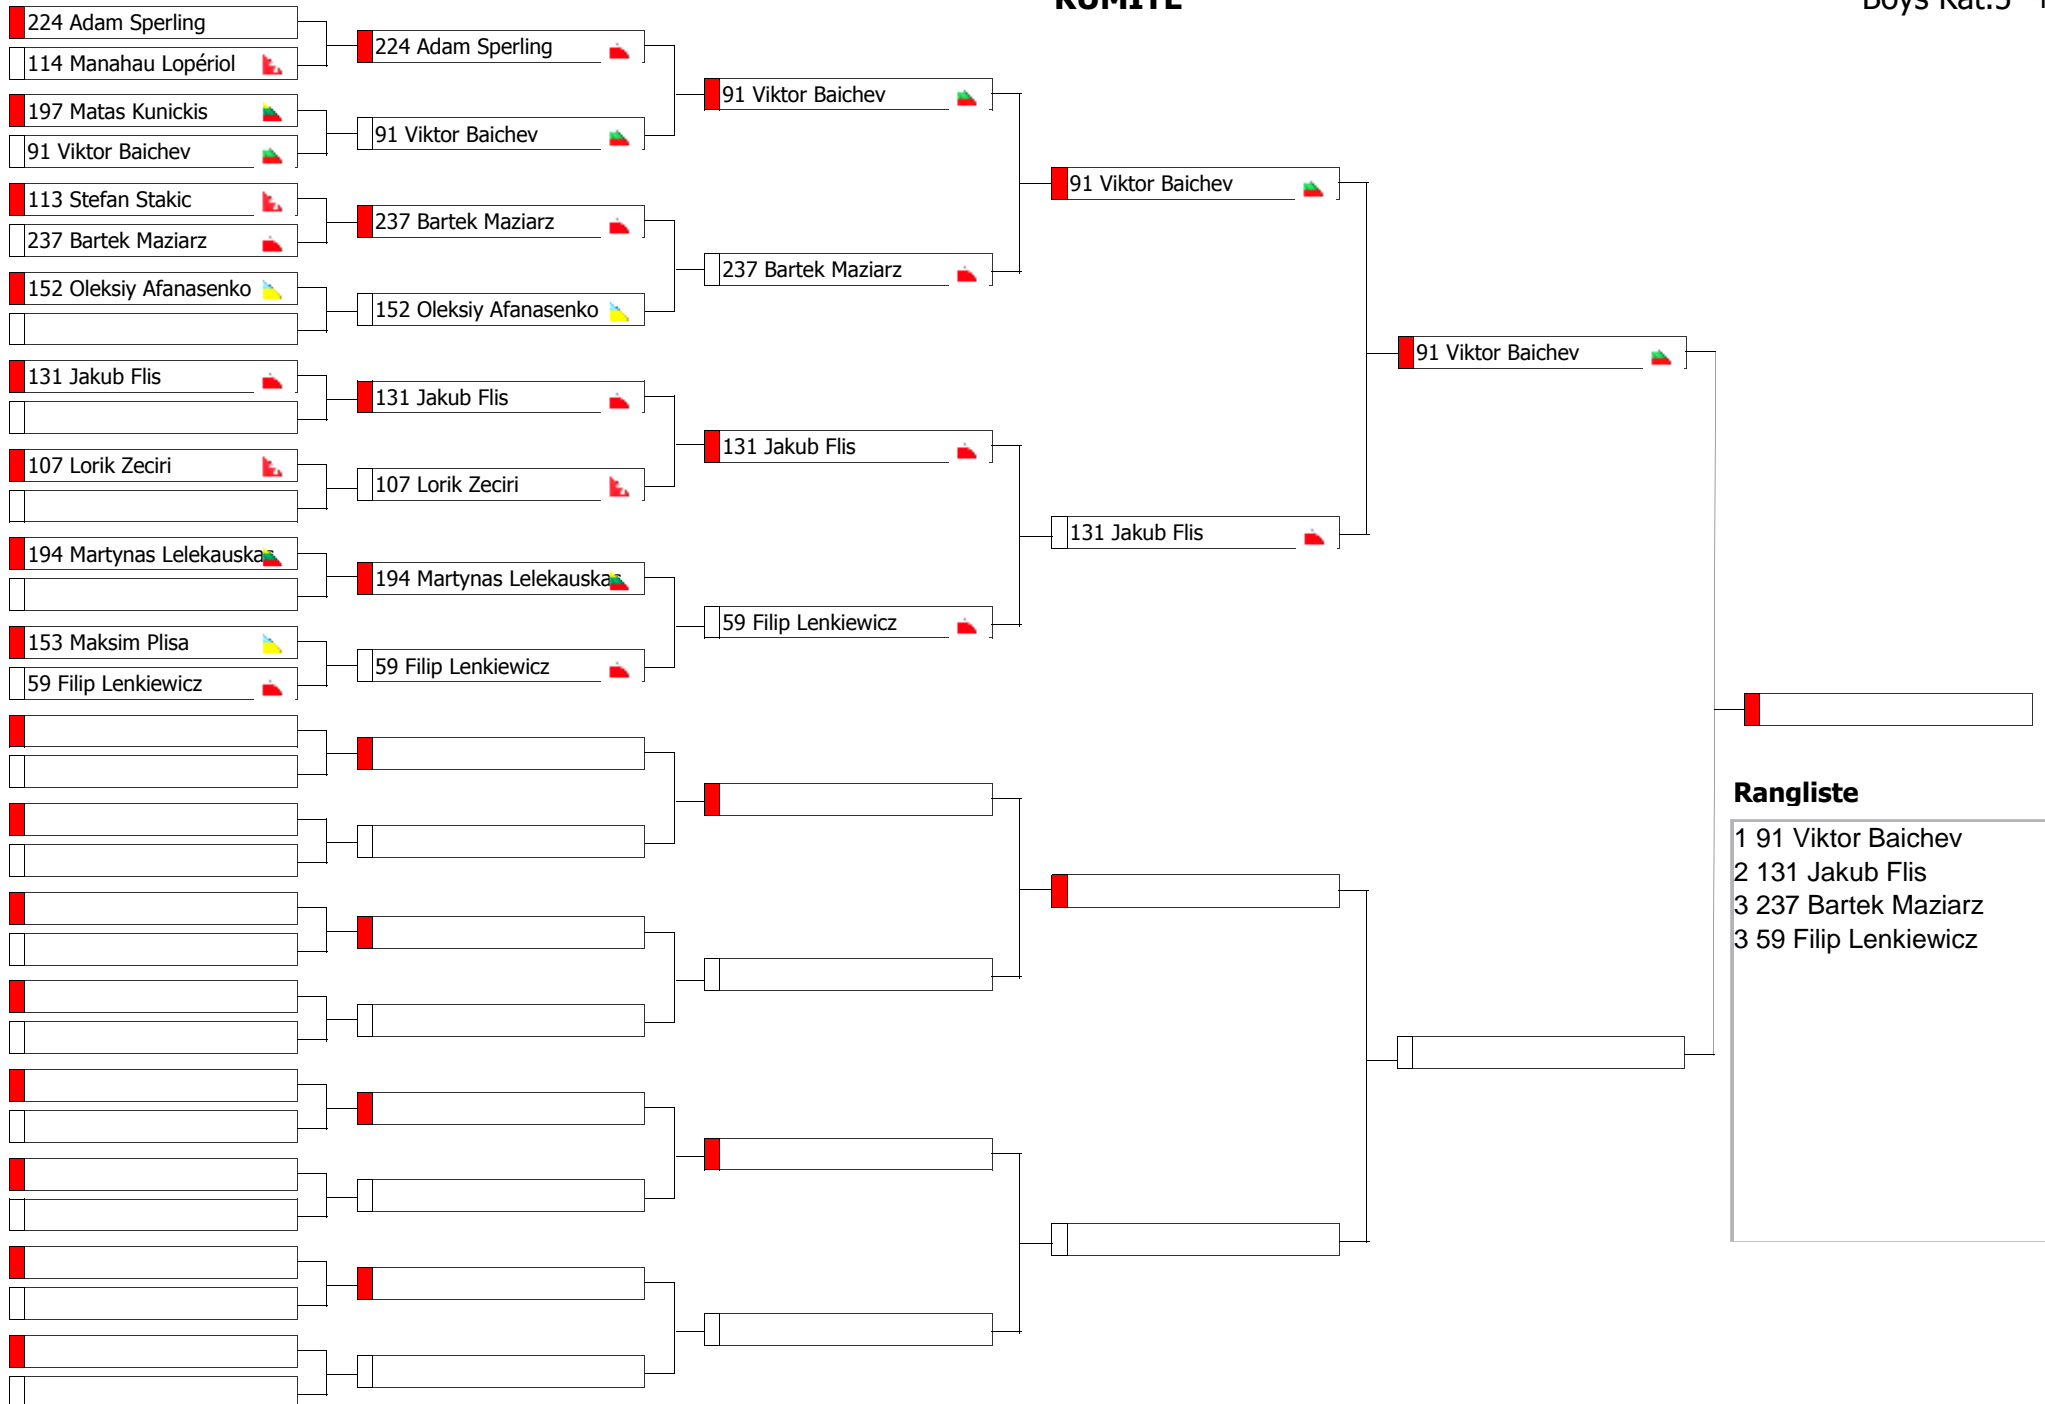 KUMITE
Boys Kat.5
224 Adam Sperling
114 Manahau Lopériol
197 Matas Kunickis
91 Viktor Baichev
113 Stefan Stakic
237 Bartek Maziarz
152 Oleksiy Afanasenko
131 Jakub Flis
107 Lorik Zeciri
194 Martynas Lelekauskas
153 Maksim Plisa
59 Filip Lenkiewicz
224 Adam Sperling
91 Viktor Baichev
237 Bartek Maziarz
152 Oleksiy Afanasenko
131 Jakub Flis
107 Lorik Zeciri
194 Martynas Lelekauskas
59 Filip Lenkiewicz
91 Viktor Baichev
237 Bartek Maziarz
131 Jakub Flis
59 Filip Lenkiewicz
91 Viktor Baichev
131 Jakub Flis
91 Viktor Baichev
Rangliste
1 91 Viktor Baichev
2 131 Jakub Flis
3 237 Bartek Maziarz
3 59 Filip Lenkiewicz